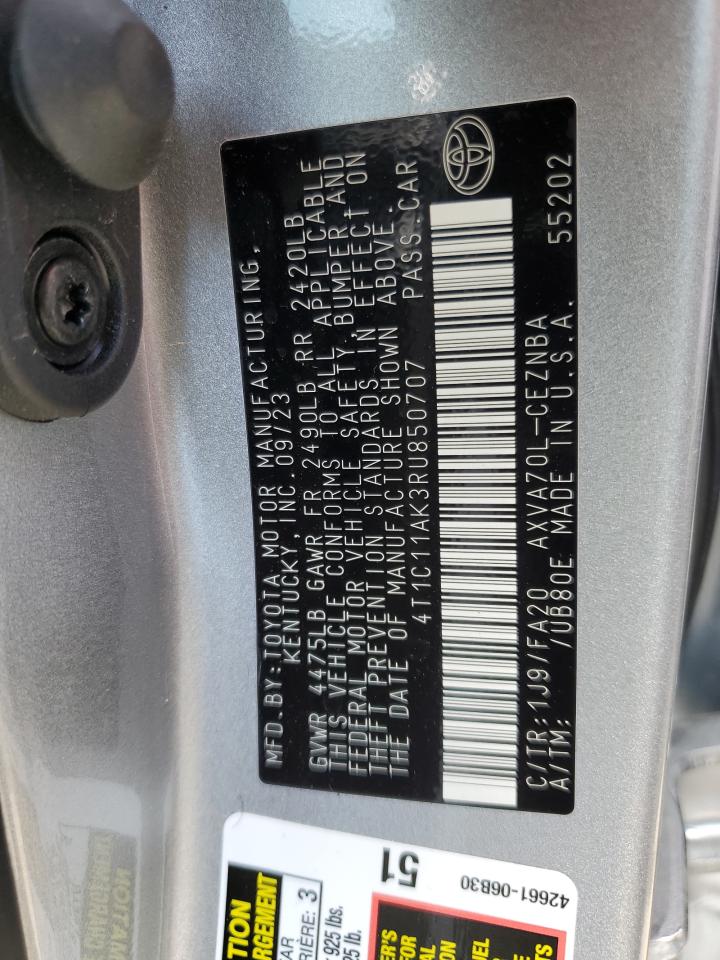 MFD.BY:TOYOTA MOTOR MANUFACTURING,
KENTUCKY, INC. 09/23
GVWR 4475LB GAWR FR 2490LB RR 2420LB
THIS VEHICLE CONFORMS TO ALL APPLICABLE
FEDERAL MOTOR VEHICLE SAFETY, BUMPER AND
THEFT PREVENTION STANDARDS IN EFFECT ON
THE DATE OF MANUFACTURE SHOWN ABOVE.
4T1C11AK3RU850707 PASS. CAR
C/TR:1J9/FA20 AXVA70L-CEZNBA
A/TM: /UB80E MADE IN U.S.A. 55202
51
42661-06B30
3
925 lbs.